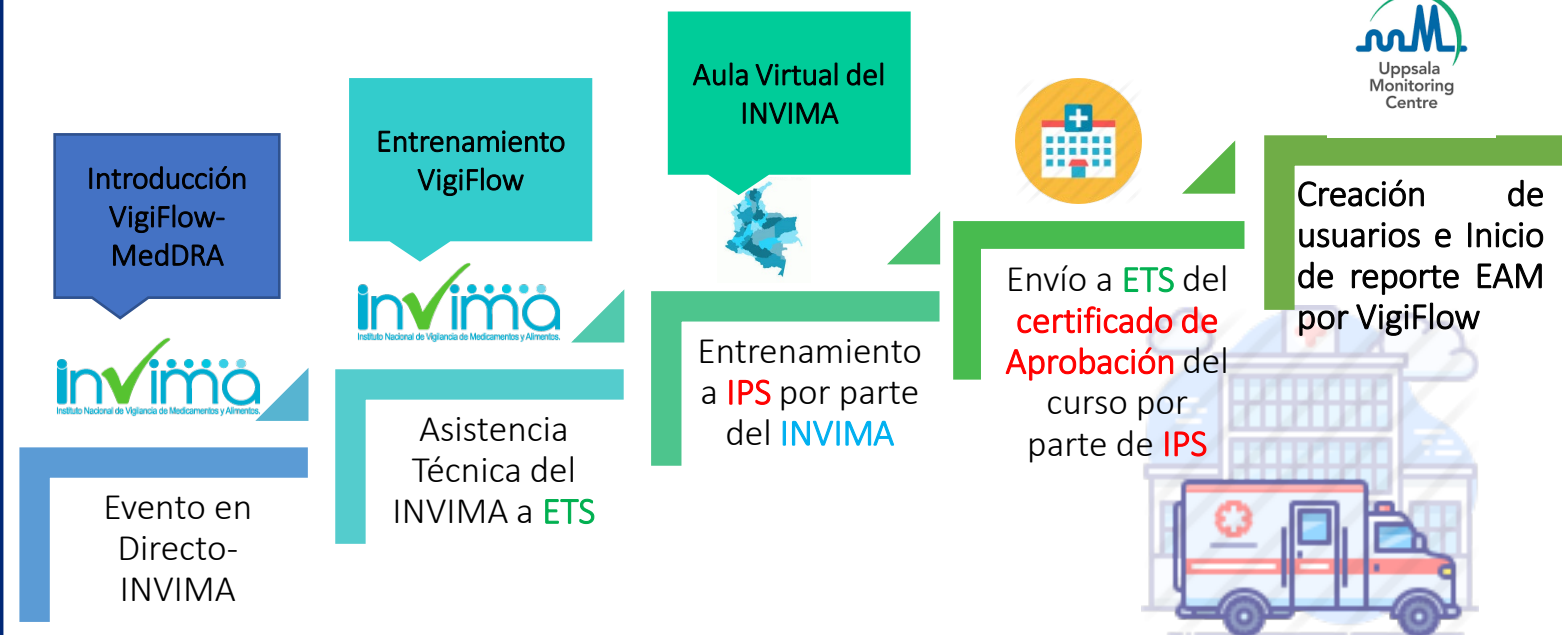 Introducción
VigiFlow-
MedDRA
invima
Instituto Nacional de Vigilancia de Medicamentos y Alimentos.
Evento en
Directo-
INVIMA
Entrenamiento
VigiFlow
invima
Instituto Nacional de Vigilancia de Medicamentos y Alimentos.
Asistencia
Técnica del
INVIMA a ETS
Aula Virtual del
INVIMA
Entrenamiento
a IPS por parte
del INVIMA
Envío a ETS del
certificado de
Aprobación del
curso por
parte de IPS
Uppsala
Monitoring
Centre
Creación de
usuarios e Inicio
de reporte EAM
por VigiFlow